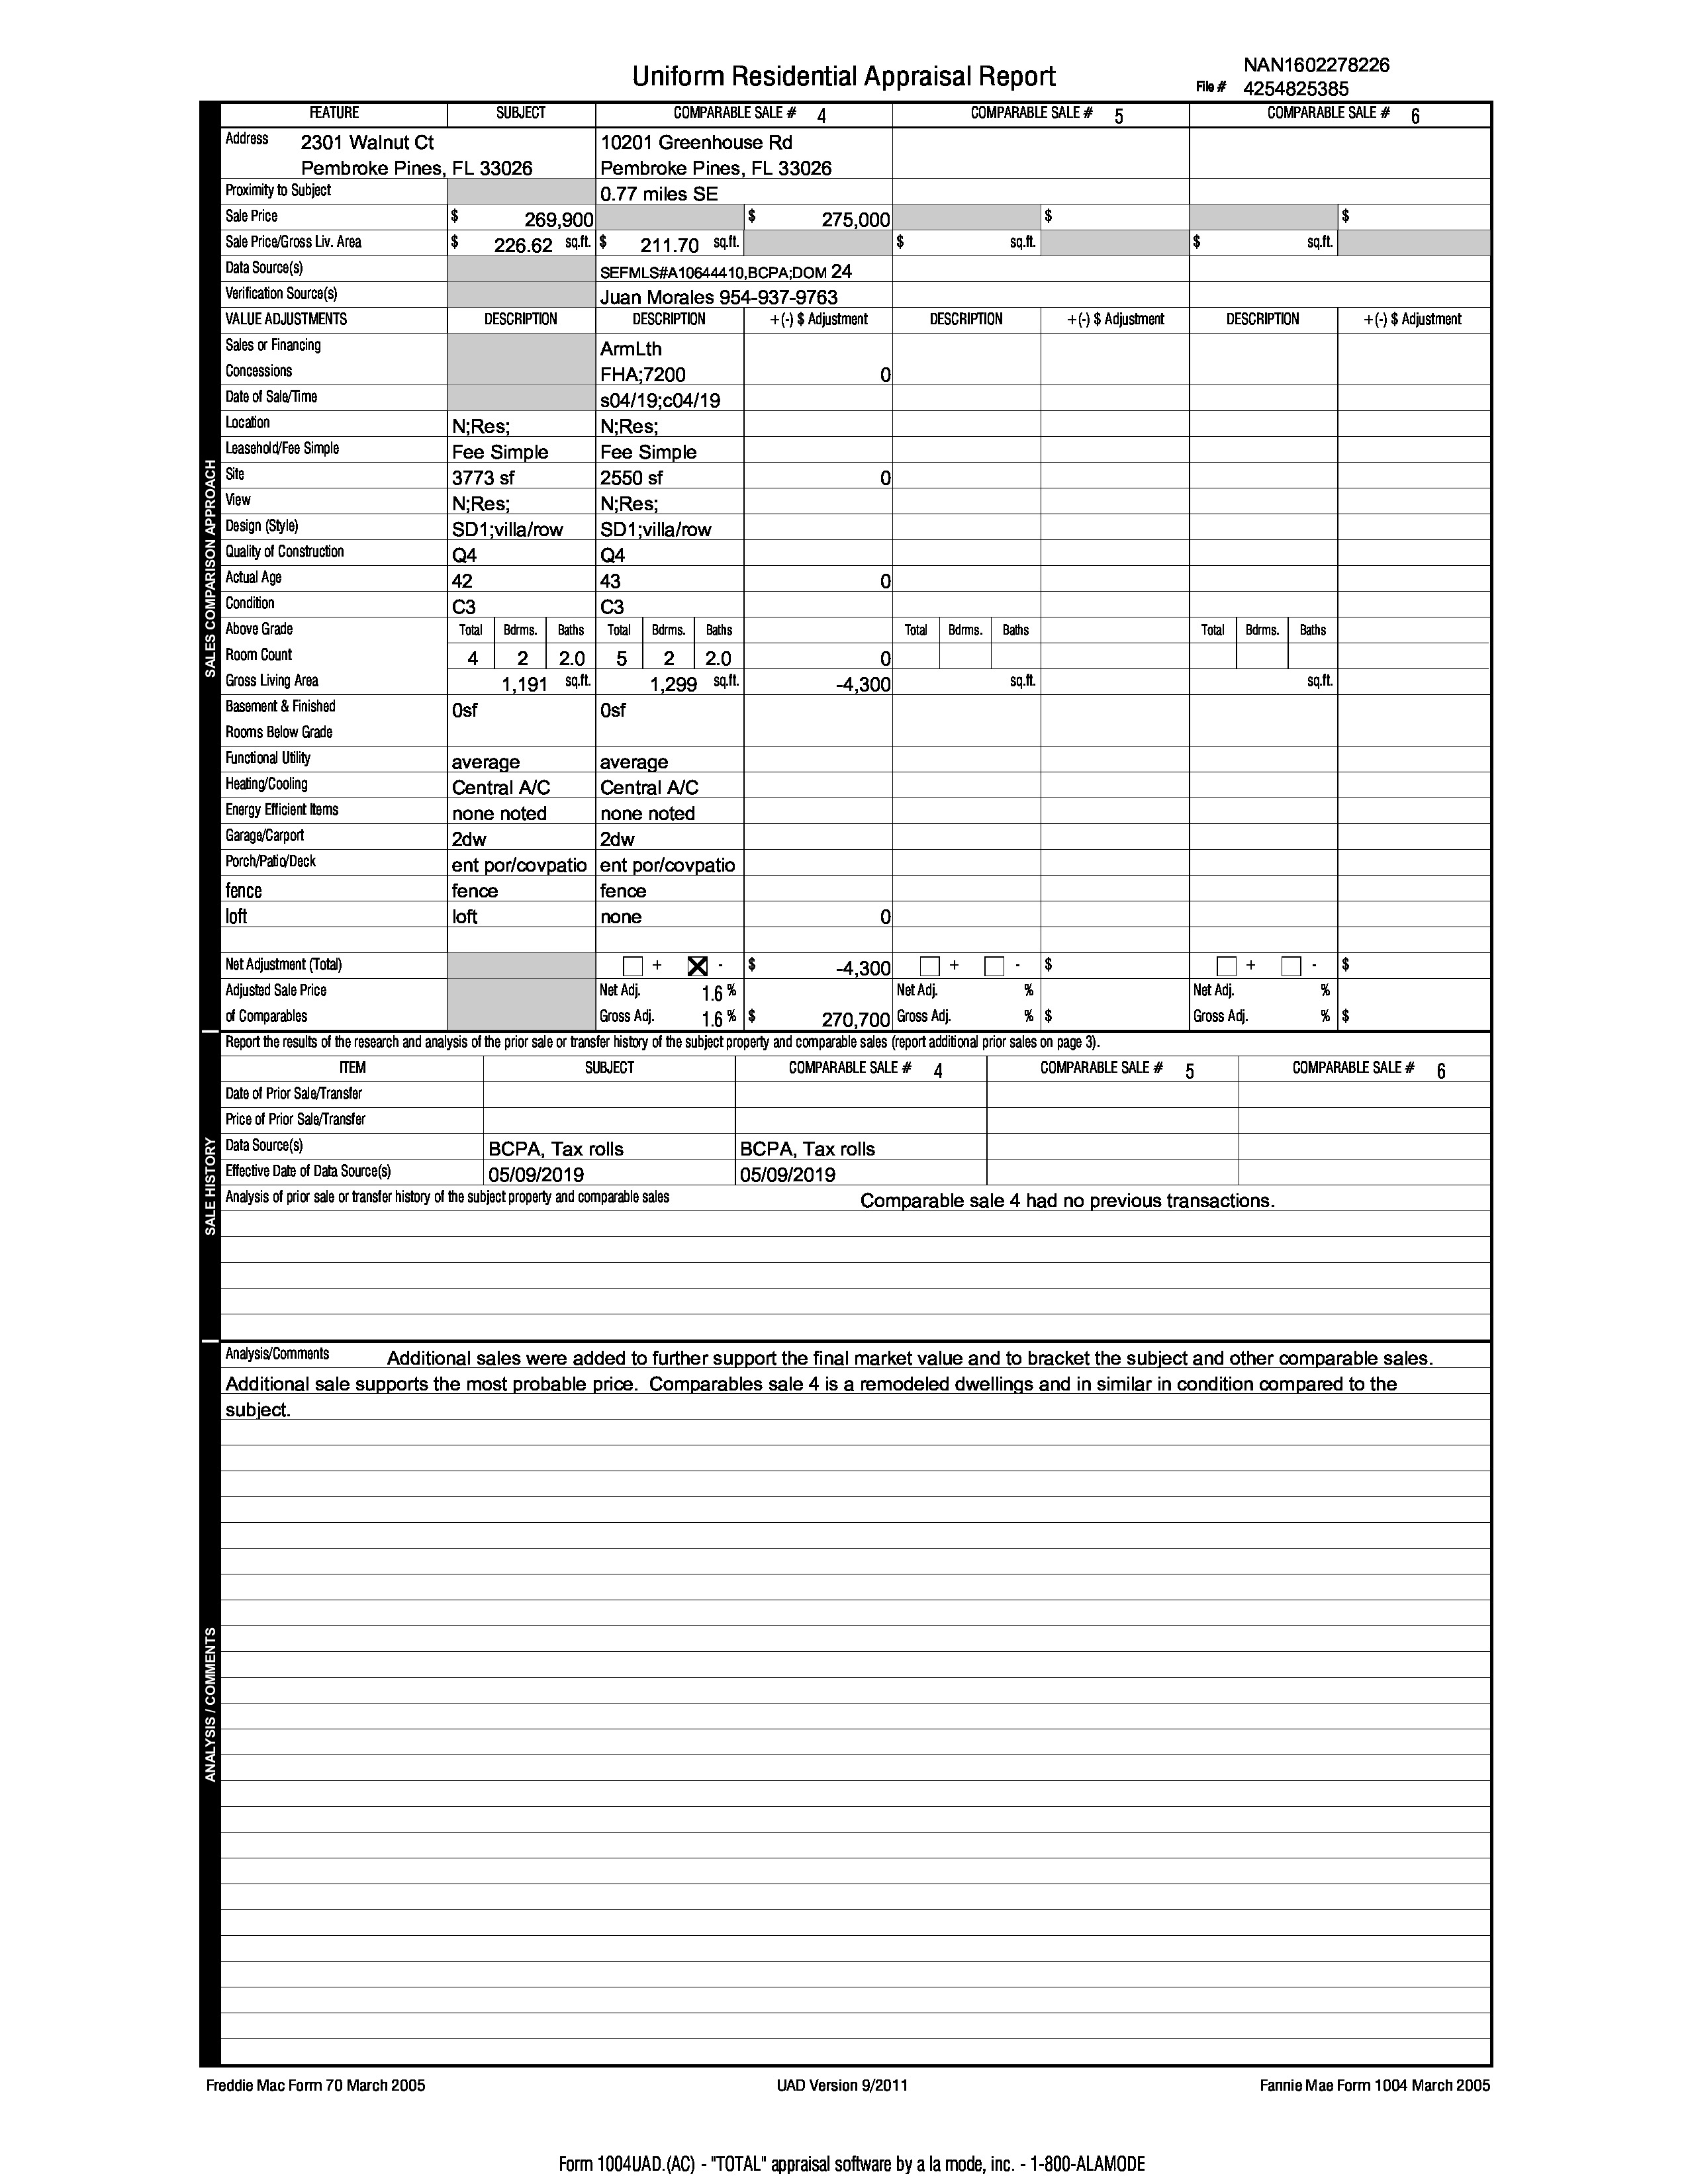 Uniform Residential Appraisal Report
NAN1602278226
File # 4254825385
FEATURE SUBJECT COMPARABLE SALE # 4 COMPARABLE SALE # 5 COMPARABLE SALE # 6
Address 2301 Walnut Ct 10201 Greenhouse Rd
Pembroke Pines, FL 33026 Pembroke Pines, FL 33026
Proximity to Subject 0.77 miles SE
Sale Price $ 269,900 $ 275,000 $ $
Sale Price/Gross Liv. Area $ 226.62 sq.ft. $ 211.70 sq.ft. $ sq.ft. $ sq.ft.
Data Source(s) SEFMLS#A10644410,BCPA;DOM 24
Verification Source(s) Juan Morales 954-937-9763
VALUE ADJUSTMENTS DESCRIPTION DESCRIPTION +(-) $ Adjustment DESCRIPTION +(-) $ Adjustment DESCRIPTION +(-) $ Adjustment
Sales or Financing ArmLth
Concessions FHA;7200 0
Date of Sale/Time s04/19;c04/19
Location N;Res; N;Res;
Leasehold/Fee Simple Fee Simple Fee Simple
Site 3773 sf 2550 sf 0
View N;Res; N;Res;
Design (Style) SD1;villa/row SD1;villa/row
Quality of Construction Q4 Q4
Actual Age 42 43 0
Condition C3 C3
Above Grade Total Bdrms. Baths Total Bdrms. Baths Total Bdrms. Baths Total Bdrms. Baths
Room Count 4 2 2.0 5 2 2.0 0
Gross Living Area 1,191 sq.ft. 1,299 sq.ft. -4,300 sq.ft. sq.ft.
Basement & Finished 0sf 0sf
Rooms Below Grade
Functional Utility average average
Heating/Cooling Central A/C Central A/C
Energy Efficient Items none noted none noted
Garage/Carport 2dw 2dw
Porch/Patio/Deck ent por/covpatio ent por/covpatio
fence fence fence
loft loft none 0
Net Adjustment (Total) + - $ -4,300 + - $ + - $
Adjusted Sale Price Net Adj. 1.6 % Net Adj. % Net Adj. %
of Comparables Gross Adj. 1.6 % $ 270,700 Gross Adj. % $ Gross Adj. % $
SALES COMPARISON APPROACH
Report the results of the research and analysis of the prior sale or transfer history of the subject property and comparable sales (report additional prior sales on page 3).
ITEM SUBJECT COMPARABLE SALE # 4 COMPARABLE SALE # 5 COMPARABLE SALE # 6
Date of Prior Sale/Transfer
Price of Prior Sale/Transfer
Data Source(s) BCPA, Tax rolls BCPA, Tax rolls
Effective Date of Data Source(s) 05/09/2019 05/09/2019
Analysis of prior sale or transfer history of the subject property and comparable sales Comparable sale 4 had no previous transactions.
SALE HISTORY
Analysis/Comments Additional sales were added to further support the final market value and to bracket the subject and other comparable sales.
Additional sale supports the most probable price. Comparables sale 4 is a remodeled dwellings and in similar in condition compared to the
subject.
ANALYSIS / COMMENTS
Freddie Mac Form 70 March 2005 UAD Version 9/2011 Fannie Mae Form 1004 March 2005
Form 1004UAD.(AC) - "TOTAL" appraisal software by a la mode, inc. - 1-800-ALAMODE